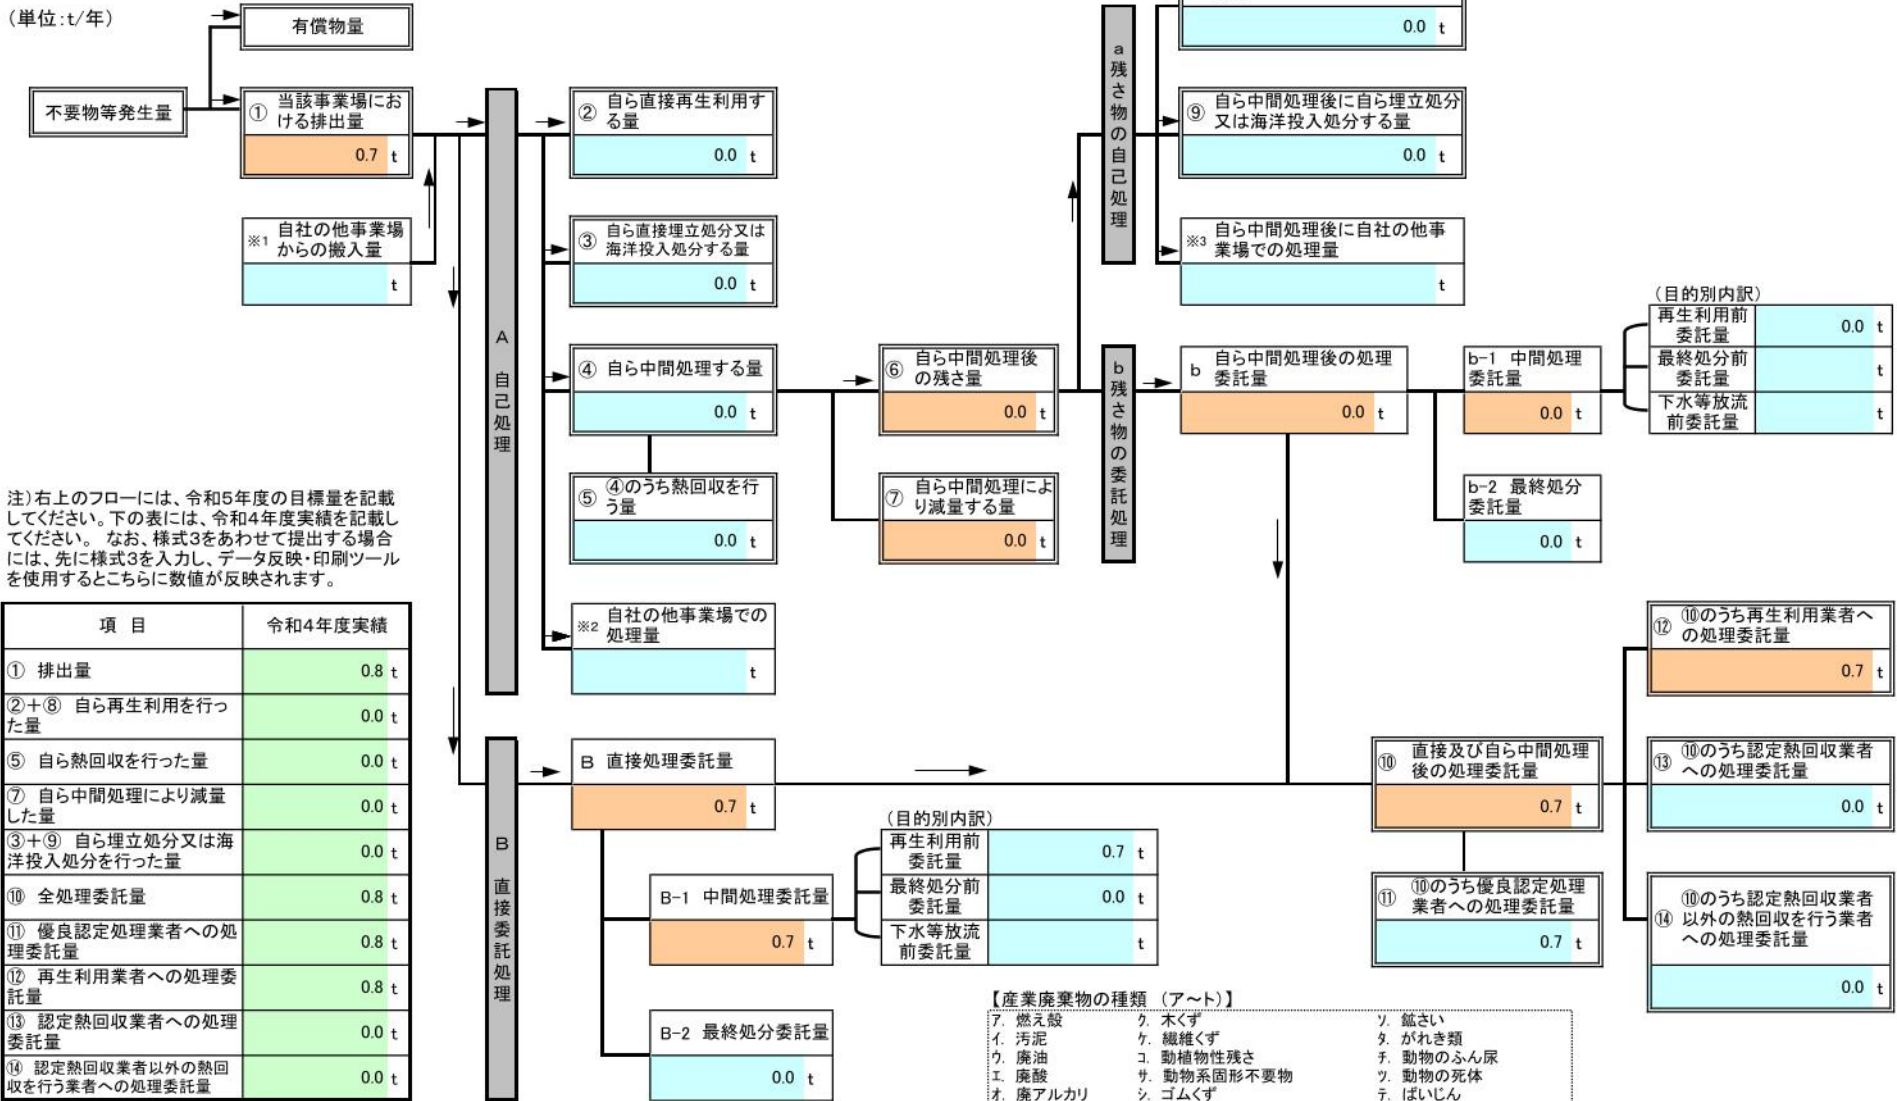 (単位:t/年)
有償物量
不要物等発生量
① 当該事業場にお
ける排出量
0.7 t
※1 自社の他事業場
からの搬入量
t
A 自己処理
② 自ら直接再生利用す
る量
0.0 t
③ 自ら直接埋立処分又は
海洋投入処分する量
0.0 t
④ 自ら中間処理する量
0.0 t
⑤ ④のうち熱回収を行
う量
0.0 t
※2 自社の他事業場での
処理量
t
⑥ 自ら中間処理後
の残さ量
0.0 t
⑦ 自ら中間処理によ
り減量する量
0.0 t
a 残さ物の自己処理
0.0 t
⑨ 自ら中間処理後に自ら埋立処分
又は海洋投入処分する量
0.0 t
※3 自ら中間処理後に自社の他事
業場での処理量
t
b 残さ物の委託処理
b 自ら中間処理後の処理
委託量
0.0 t
b-1 中間処理
委託量
0.0 t
(目的別内訳)
再生利用前
委託量
0.0 t
最終処分前
委託量
t
下水等放流
前委託量
t
b-2 最終処分
委託量
0.0 t
注)右上のフローには、令和5年度の目標量を記載
してください。下の表には、令和4年度実績を記載し
てください。 なお、様式3をあわせて提出する場合
には、先に様式3を入力し、データ反映・印刷ツール
を使用するとこちらに数値が反映されます。
項 目 令和4年度実績
① 排出量 0.8 t
②+⑧ 自ら再生利用を行っ
た量 0.0 t
⑤ 自ら熱回収を行った量 0.0 t
⑦ 自ら中間処理により減量
した量 0.0 t
③+⑨ 自ら埋立処分又は海
洋投入処分を行った量 0.0 t
⑩ 全処理委託量 0.8 t
⑪ 優良認定処理業者への処
理委託量 0.8 t
⑫ 再生利用業者への処理委
託量 0.8 t
⑬ 認定熱回収業者への処理
委託量 0.0 t
⑭ 認定熱回収業者以外の熱回
収を行う業者への処理委託量 0.0 t
B 直接委託処理
B 直接処理委託量
0.7 t
B-1 中間処理委託量
0.7 t
(目的別内訳)
再生利用前
委託量
0.7 t
最終処分前
委託量
0.0 t
下水等放流
前委託量
t
B-2 最終処分委託量
0.0 t
⑩ 直接及び自ら中間処理
後の処理委託量
0.7 t
⑪ ⑩のうち優良認定処理
業者への処理委託量
0.7 t
⑫ ⑩のうち再生利用業者へ
の処理委託量
0.7 t
⑬ ⑩のうち認定熱回収業者
への処理委託量
0.0 t
⑭ ⑩のうち認定熱回収業者
以外の熱回収を行う業者
への処理委託量
0.0 t
【産業廃棄物の種類 (ア~ト)】
ア. 燃え殻 ク. 木くず ソ. 鉱さい
イ. 汚泥 ケ. 繊維くず タ. がれき類
ウ. 廃油 コ. 動植物性残さ チ. 動物のふん尿
エ. 廃酸 サ. 動物系固形不要物 ツ. 動物の死体
オ. 廃アルカリ シ. ゴムくず テ. ばいじん